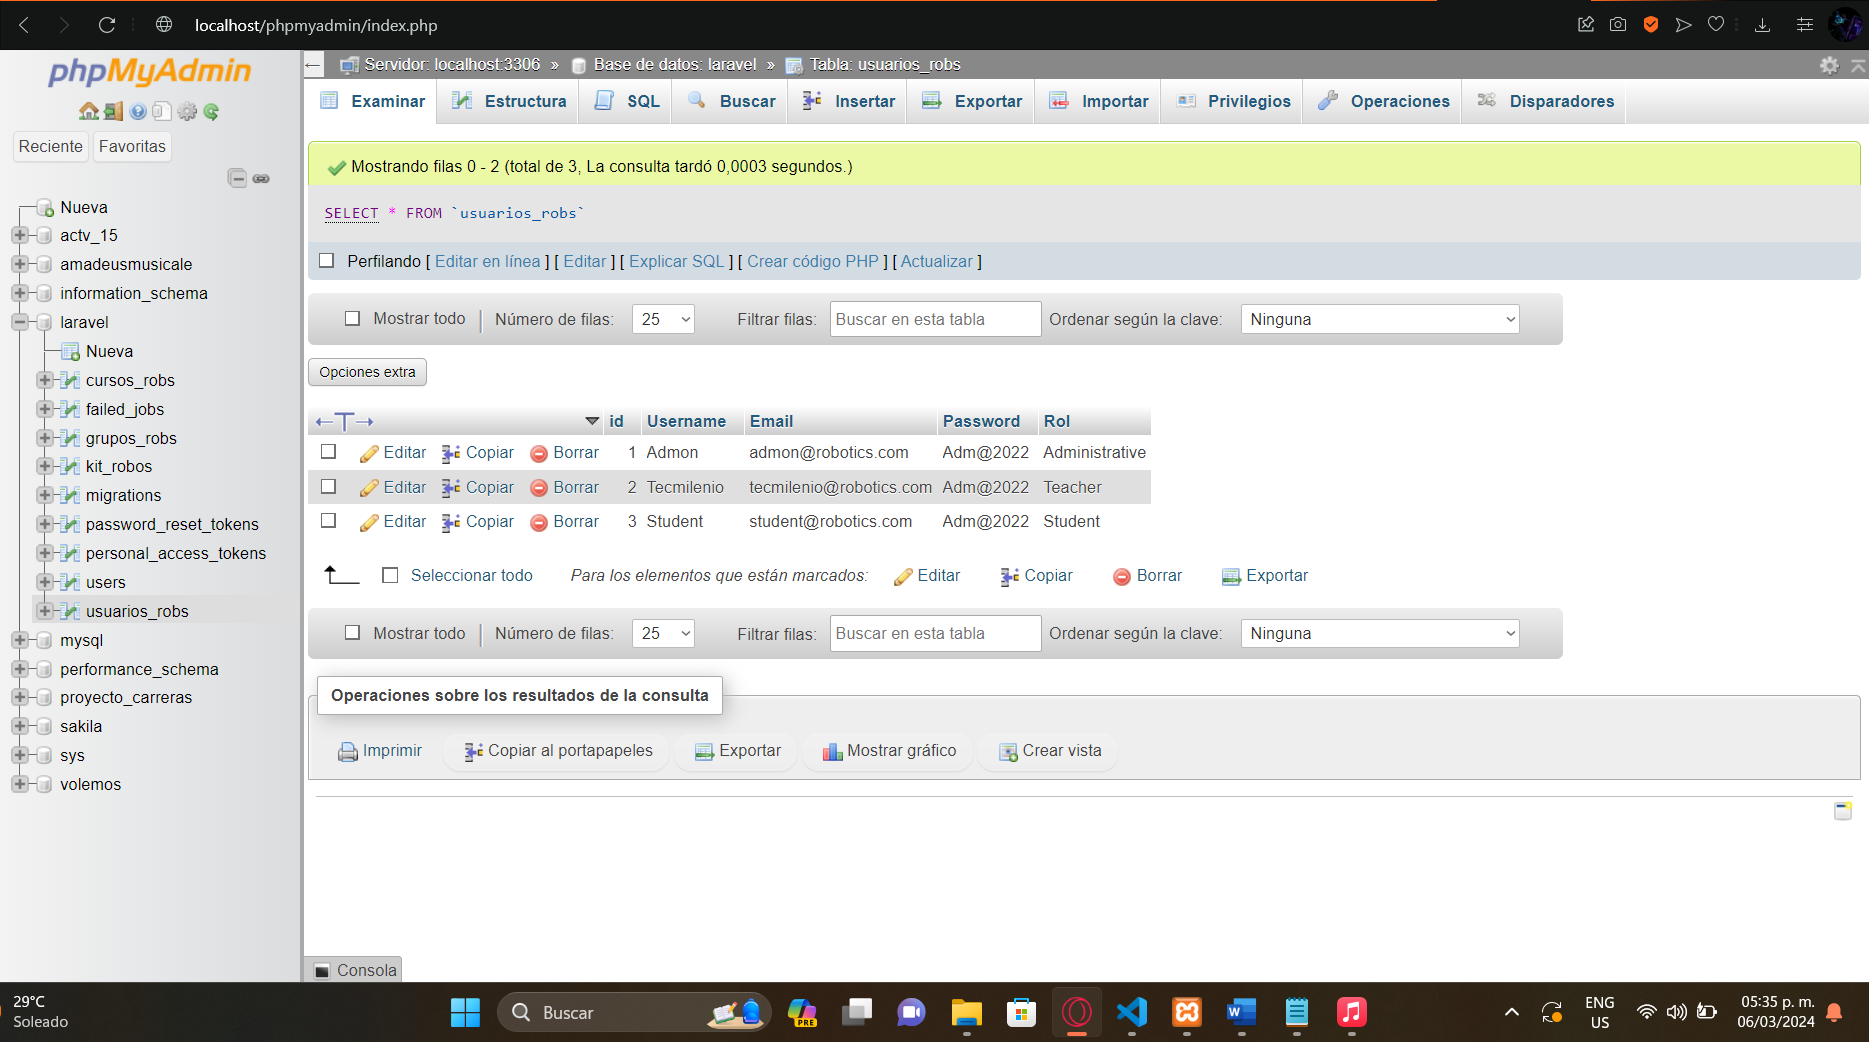 localhost/phpmyadmin/index.php
phpMyAdmin
Reciente Favoritas
Nueva
actv_15
amadeusmusicale
information_schema
laravel
Nueva
cursos_robs
failed_jobs
grupos_robs
kit_robos
migrations
password_reset_tokens
personal_access_tokens
users
usuarios_robs
mysql
performance_schema
proyecto_carreras
sakila
sys
volemos
Servidor: localhost:3306 » Base de datos: laravel » Tabla: usuarios_robs
Examinar Estructura SQL Buscar Insertar Exportar Importar Privilegios Operaciones Disparadores
Mostrando filas 0 - 2 (total de 3, La consulta tardó 0,0003 segundos.)
SELECT * FROM `usuarios_robs`
Perfilando [ Editar en línea ] [ Editar ] [ Explicar SQL ] [ Crear código PHP ] [ Actualizar ]
Mostrar todo | Número de filas: 25 Filtrar filas: Buscar en esta tabla Ordenar según la clave: Ninguna
Opciones extra
id Username Email Password Rol
Editar Copiar Borrar 1 Admon admon@robotics.com Adm@2022 Administrative
Editar Copiar Borrar 2 Tecmilenio tecmilenio@robotics.com Adm@2022 Teacher
Editar Copiar Borrar 3 Student student@robotics.com Adm@2022 Student
Seleccionar todo Para los elementos que están marcados: Editar Copiar Borrar Exportar
Mostrar todo | Número de filas: 25 Filtrar filas: Buscar en esta tabla Ordenar según la clave: Ninguna
Operaciones sobre los resultados de la consulta
Imprimir Copiar al portapapeles Exportar Mostrar gráfico Crear vista
Consola
29°C
Soleado
Buscar
PRE
ENG
US
05:35 p. m.
06/03/2024